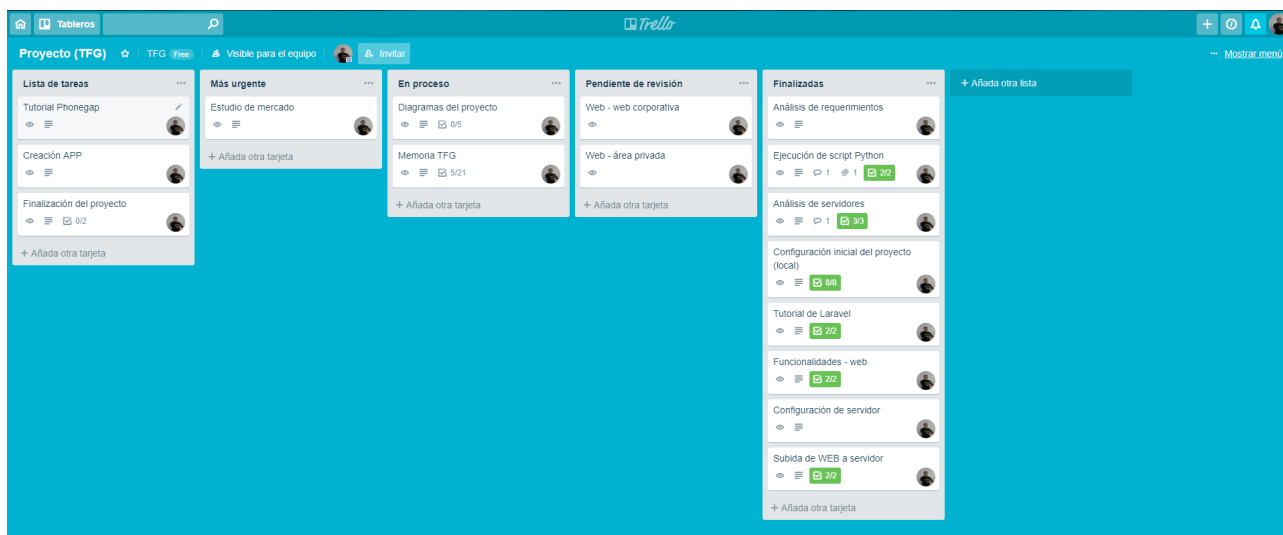 Tableros
Trello
Proyecto (TFG)
TFG Free
Visible para el equipo
Invitar
Mostrar menú
Lista de tareas
Tutorial Phonegap
Creación APP
Finalización del proyecto
0/2
+ Añada otra tarjeta
Más urgente
Estudio de mercado
+ Añada otra tarjeta
En proceso
Diagramas del proyecto
0/5
Memoria TFG
5/21
+ Añada otra tarjeta
Pendiente de revisión
Web - web corporativa
Web - área privada
+ Añada otra tarjeta
Finalizadas
Análisis de requerimientos
Ejecución de script Python
1 1 2/2
Análisis de servidores
1 3/3
Configuración inicial del proyecto
(local)
8/8
Tutorial de Laravel
2/2
Funcionalidades - web
2/2
Configuración de servidor
Subida de WEB a servidor
2/2
+ Añada otra tarjeta
+ Añada otra lista